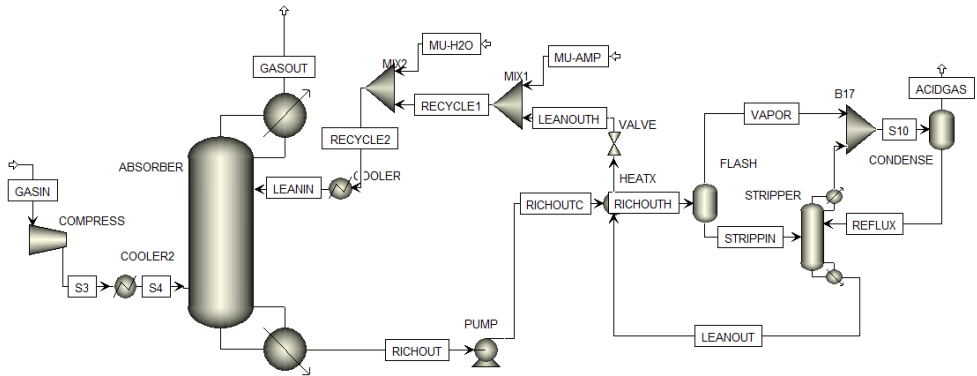 MU-H2O
MU-AMP
ACIDGAS
GASOUT
MIX2
MIX1
B17
RECYCLE1
VAPOR
S10
LEANOUTH
VALVE
RECYCLE2
CONDENSE
ABSORBER
FLASH
GASIN
LEANIN
OOLER
HEATX
STRIPPER
COMPRESS
RICHOUTC
RICHOUTH
REFLUX
STRIPPIN
COOLER2
S3
S4
PUMP
LEANOUT
RICHOUT